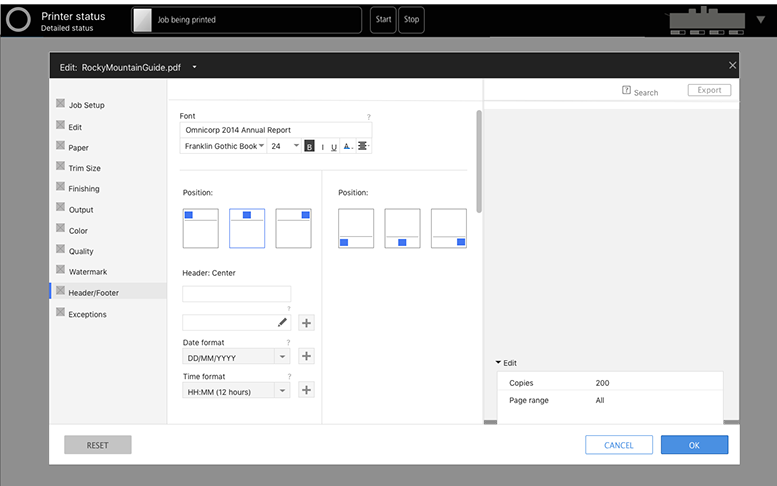 Printer status
Detailed status
Job being printed
Start
Stop
Edit: RockyMountainGuide.pdf
Search
Export
Job Setup
Edit
Paper
Trim Size
Finishing
Output
Color
Quality
Watermark
Header/Footer
Exceptions
Font
?
Omnicorp 2014 Annual Report
Franklin Gothic Book 24 B I U A
Position:
Position:
Header: Center
?
Date format ?
DD/MM/YYYY
Time format ?
HH:MM (12 hours)
Edit
Copies 200
Page range All
RESET
CANCEL
OK